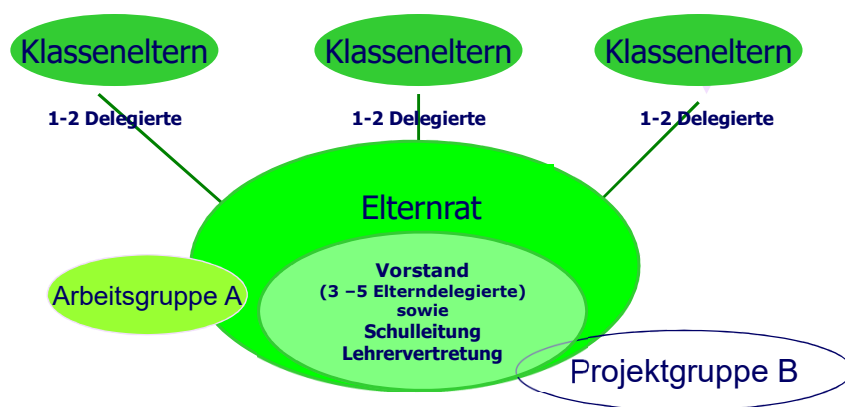 Klasseneltern
Klasseneltern
Klasseneltern
1-2 Delegierte
1-2 Delegierte
1-2 Delegierte
Elternrat
Vorstand
(3 –5 Elterndelegierte)
sowie
Schulleitung
Lehrervertretung
Arbeitsgruppe A
Projektgruppe B